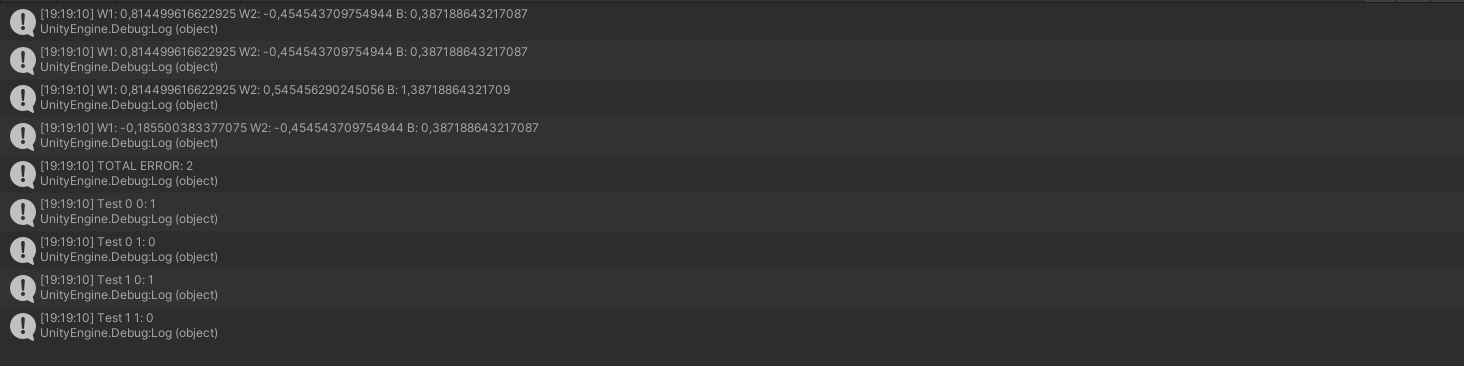 [19:19:10] W1: 0,814499616622925 W2: -0,454543709754944 B: 0,387188643217087
UnityEngine.Debug:Log (object)
[19:19:10] W1: 0,814499616622925 W2: -0,454543709754944 B: 0,387188643217087
UnityEngine.Debug:Log (object)
[19:19:10] W1: 0,814499616622925 W2: 0,545456290245056 B: 1,38718864321709
UnityEngine.Debug:Log (object)
[19:19:10] W1: -0,185500383377075 W2: -0,454543709754944 B: 0,387188643217087
UnityEngine.Debug:Log (object)
[19:19:10] TOTAL ERROR: 2
UnityEngine.Debug:Log (object)
[19:19:10] Test 0 0: 1
UnityEngine.Debug:Log (object)
[19:19:10] Test 0 1: 0
UnityEngine.Debug:Log (object)
[19:19:10] Test 1 0: 1
UnityEngine.Debug:Log (object)
[19:19:10] Test 1 1: 0
UnityEngine.Debug:Log (object)